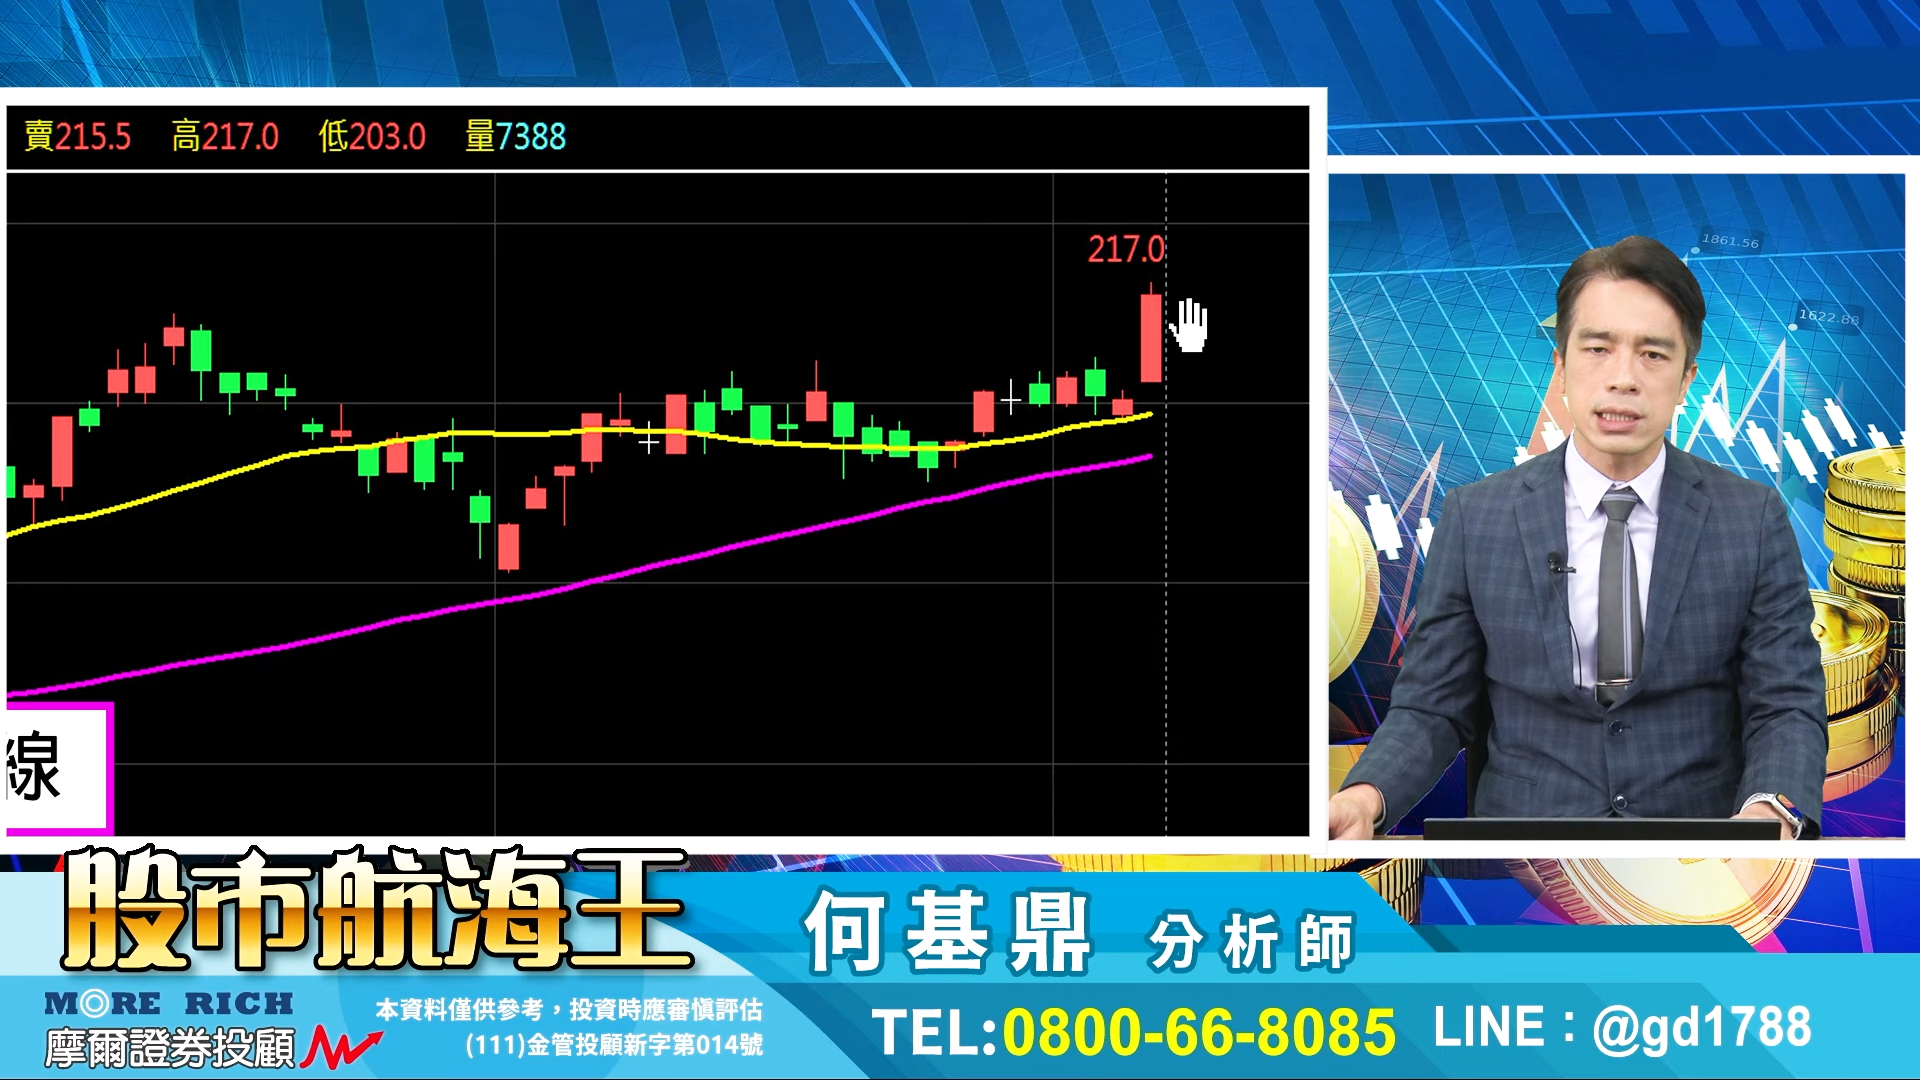 賣215.5 高217.0 低203.0 量7388
217.0
1861.56
1622.88
線
股市航海王
何基鼎 分析師
MORE RICH
摩爾證券投顧
本資料僅供參考，投資時應審慎評估
(111)金管投顧新字第014號
TEL:0800-66-8085
LINE：@gd1788